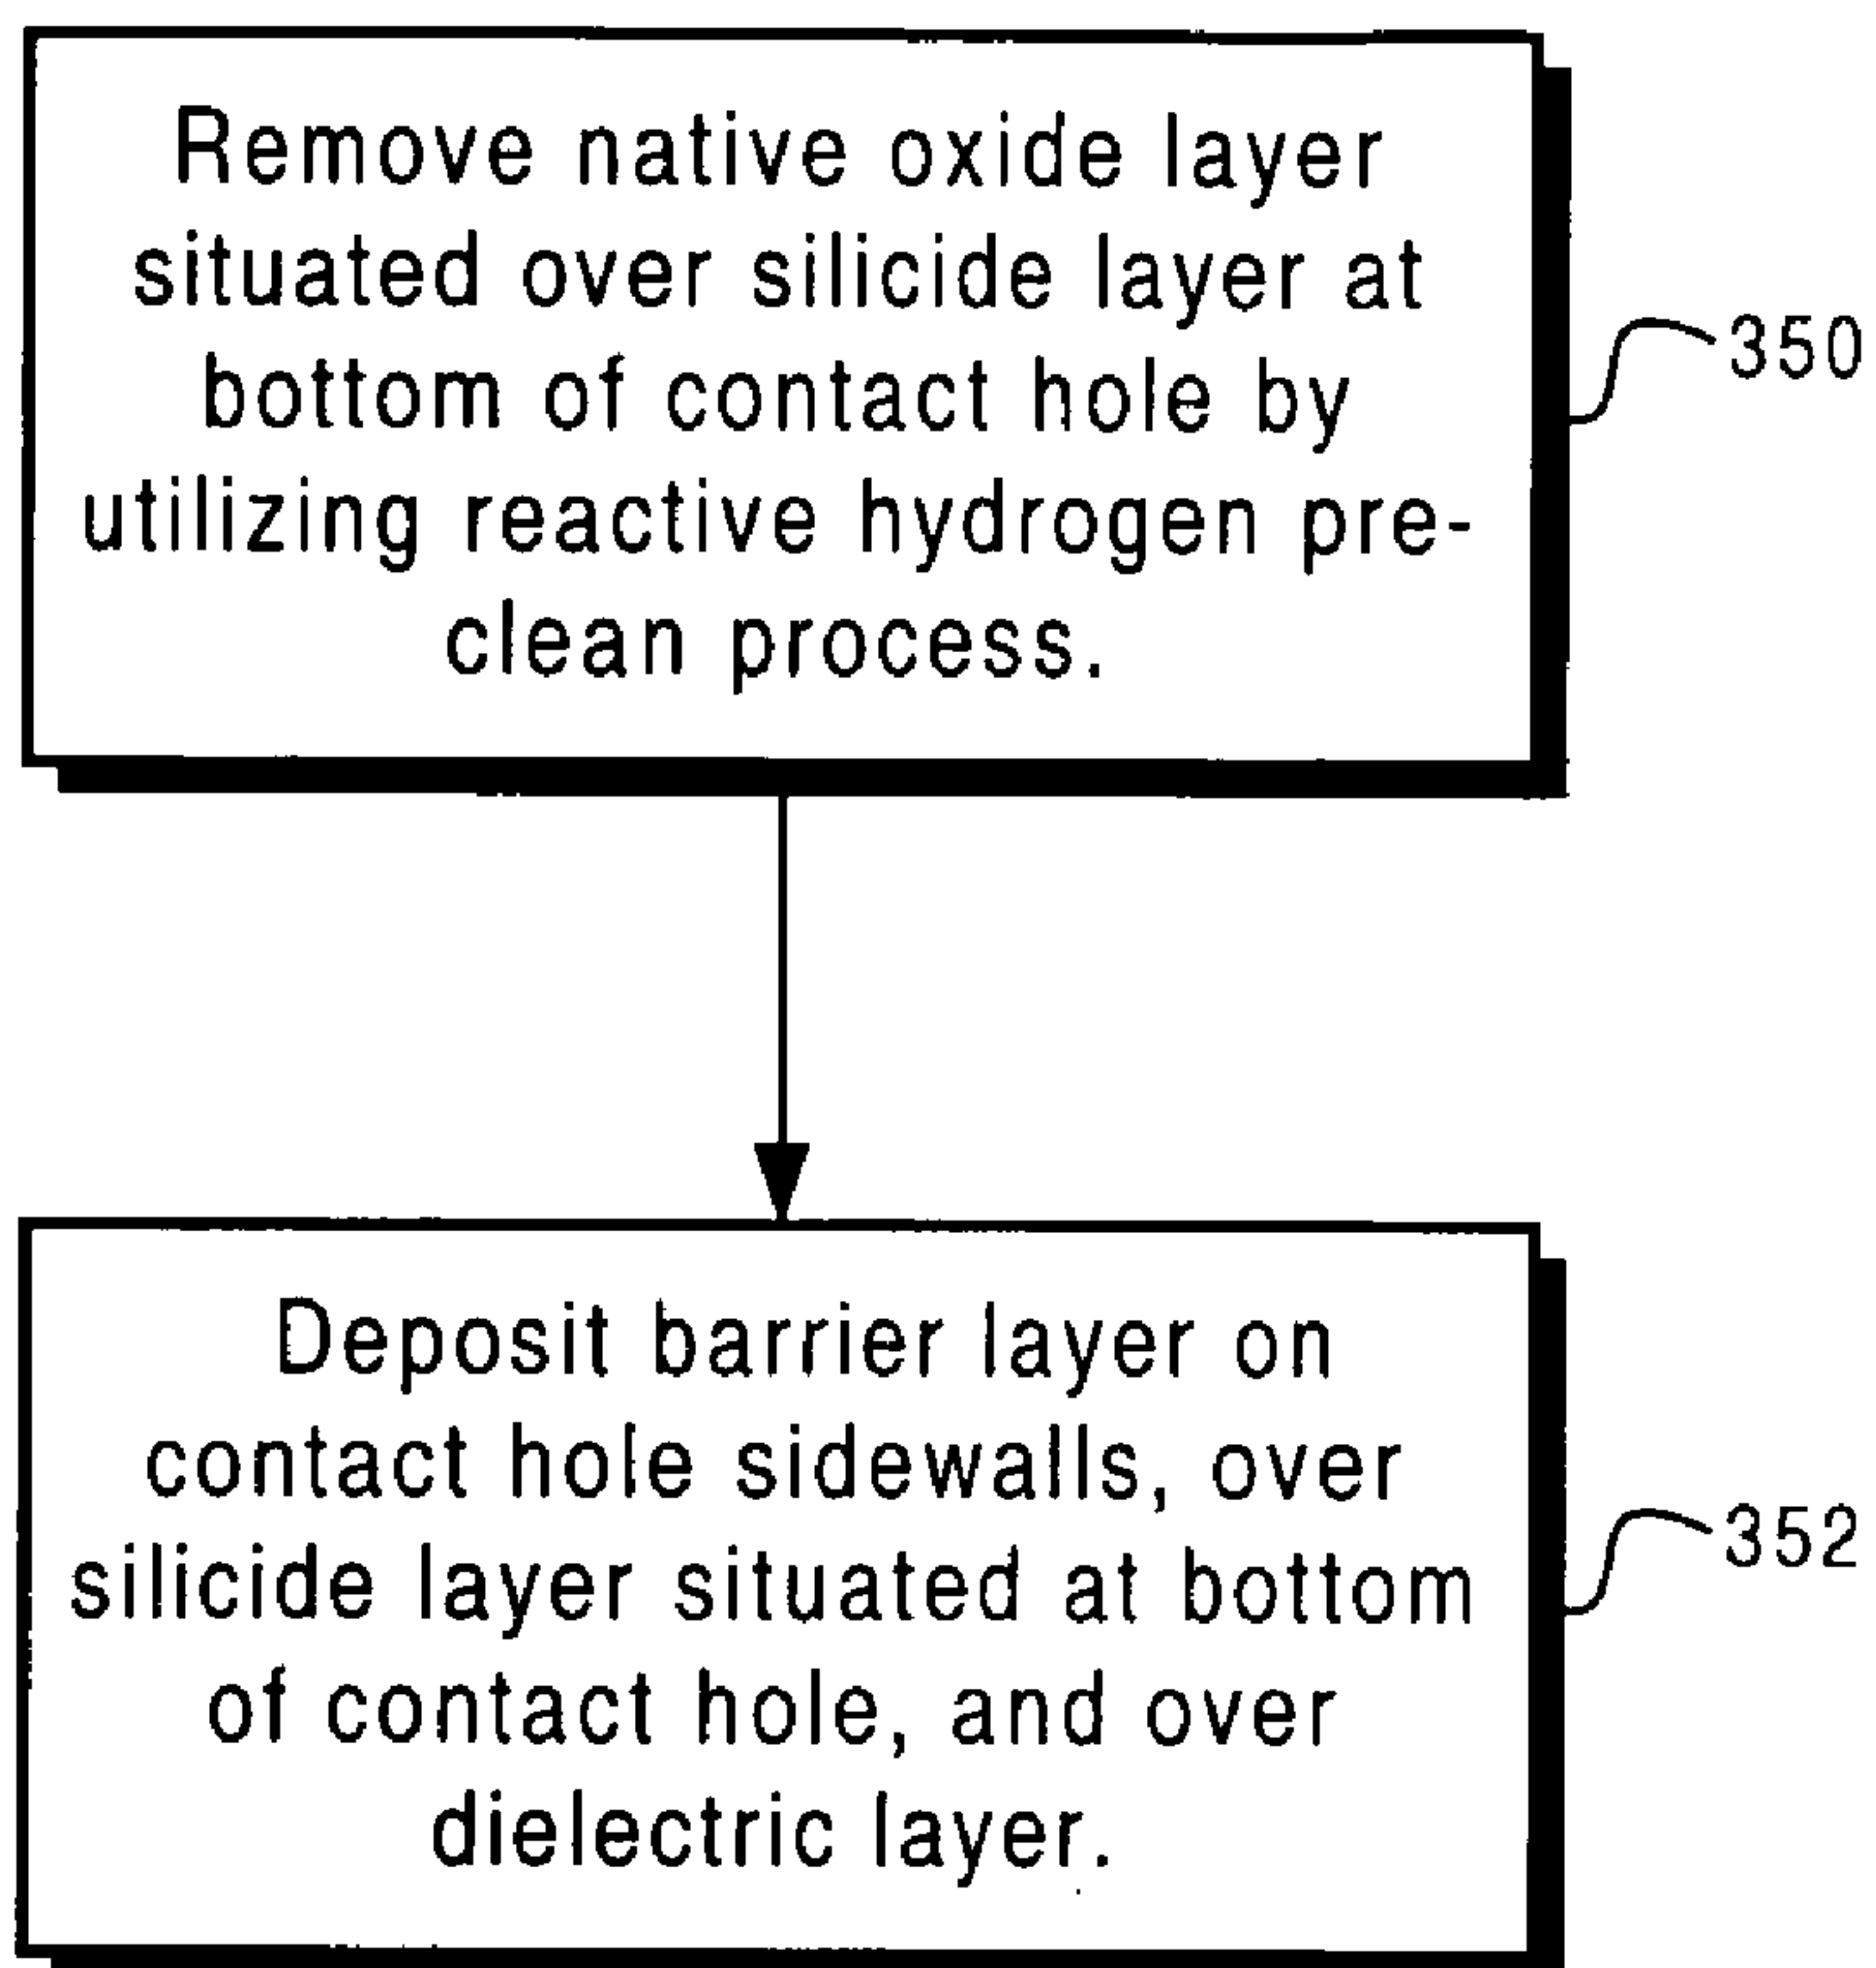 Remove native oxide layer
situated over silicide layer at
bottom of contact hole by
utilizing reactive hydrogen pre-
clean process.
350
Deposit barrier layer on
contact hole sidewalls, over
silicide layer situated at bottom
of contact hole, and over
dielectric layer.
352